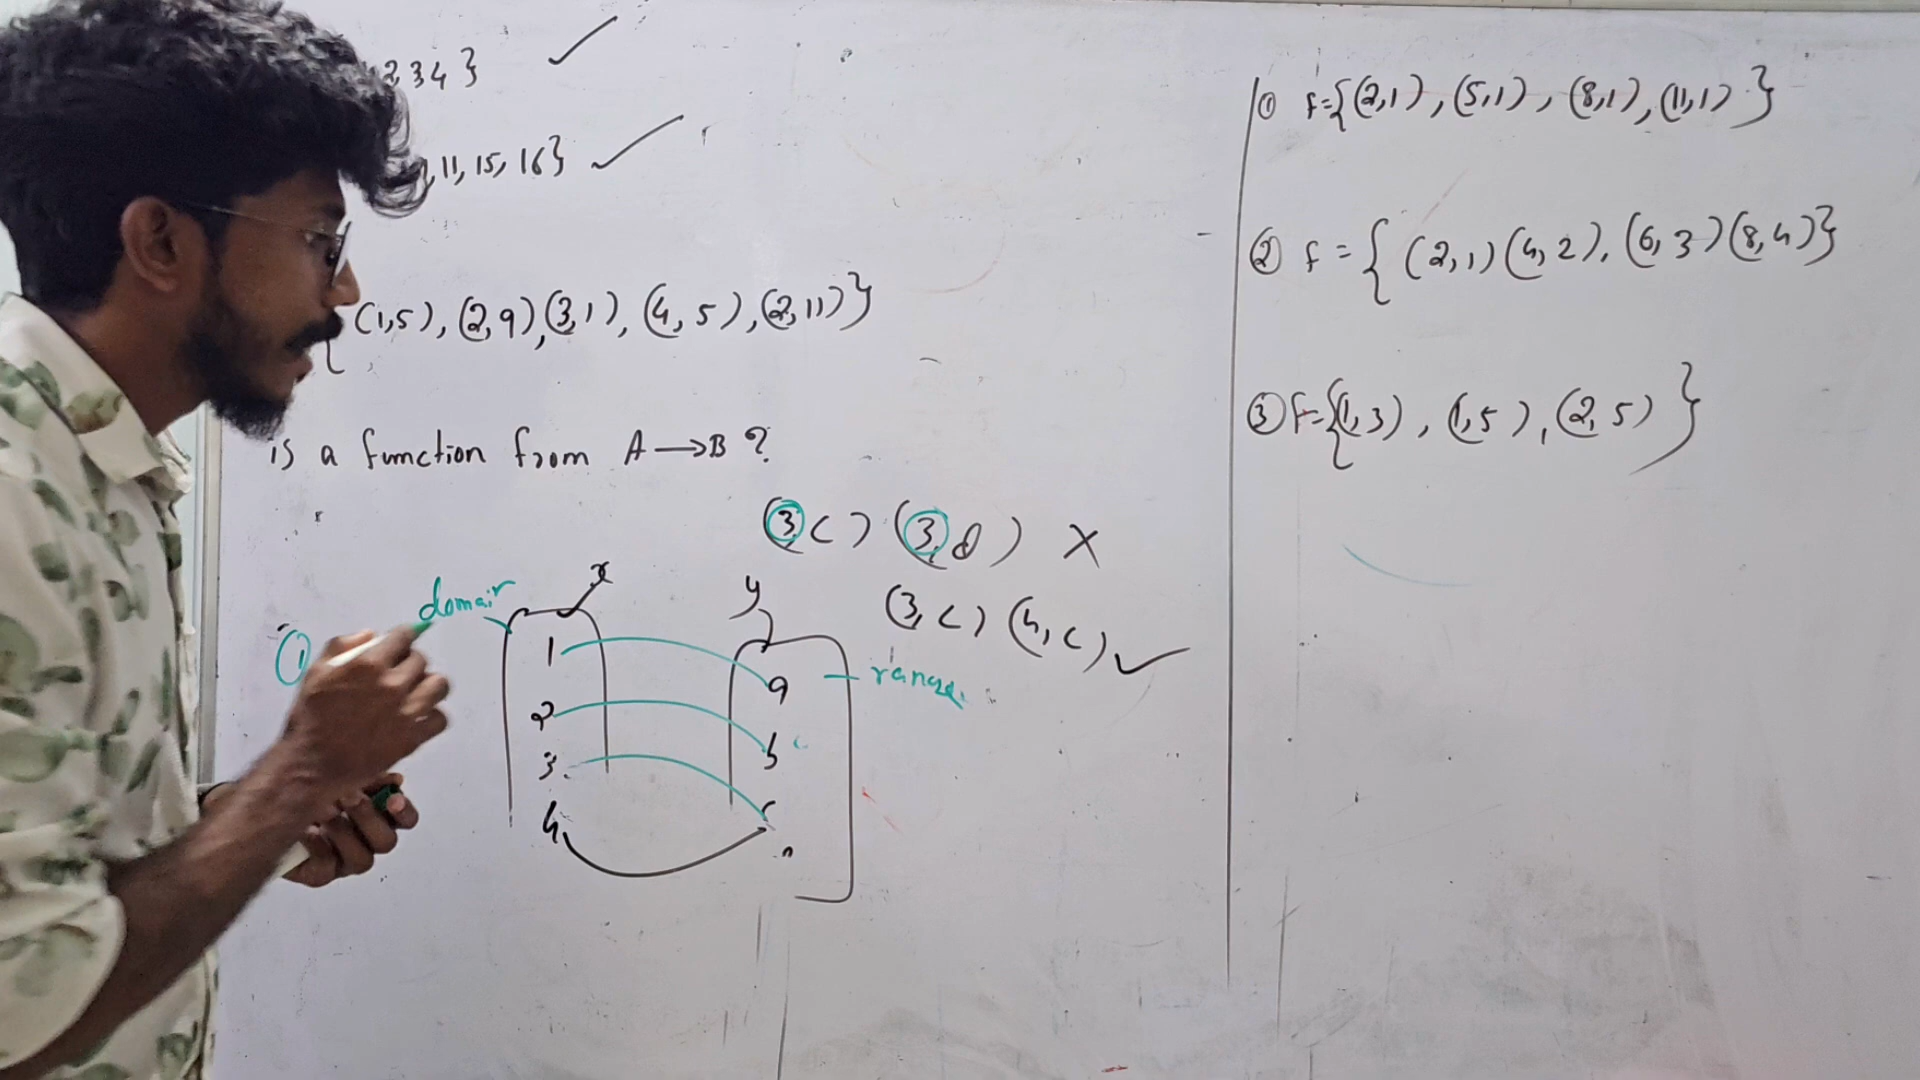 2 3 4 }
, 11, 15, 16}
{ (1,5), (2,9), (3,1), (4,5), (2,11)}
is a function from A → B ?
(3,c) (3,d) ×
(3,c) (4,c) ✓
domain
x
y
①
1
2
3.
4
a
b
c
range.
① f={(2,1), (5,1), (8,1), (11,1)}
② f = { (2,1)(4,2), (6,3)(8,4)}
③ f={(1,3), (1,5), (2,5)}